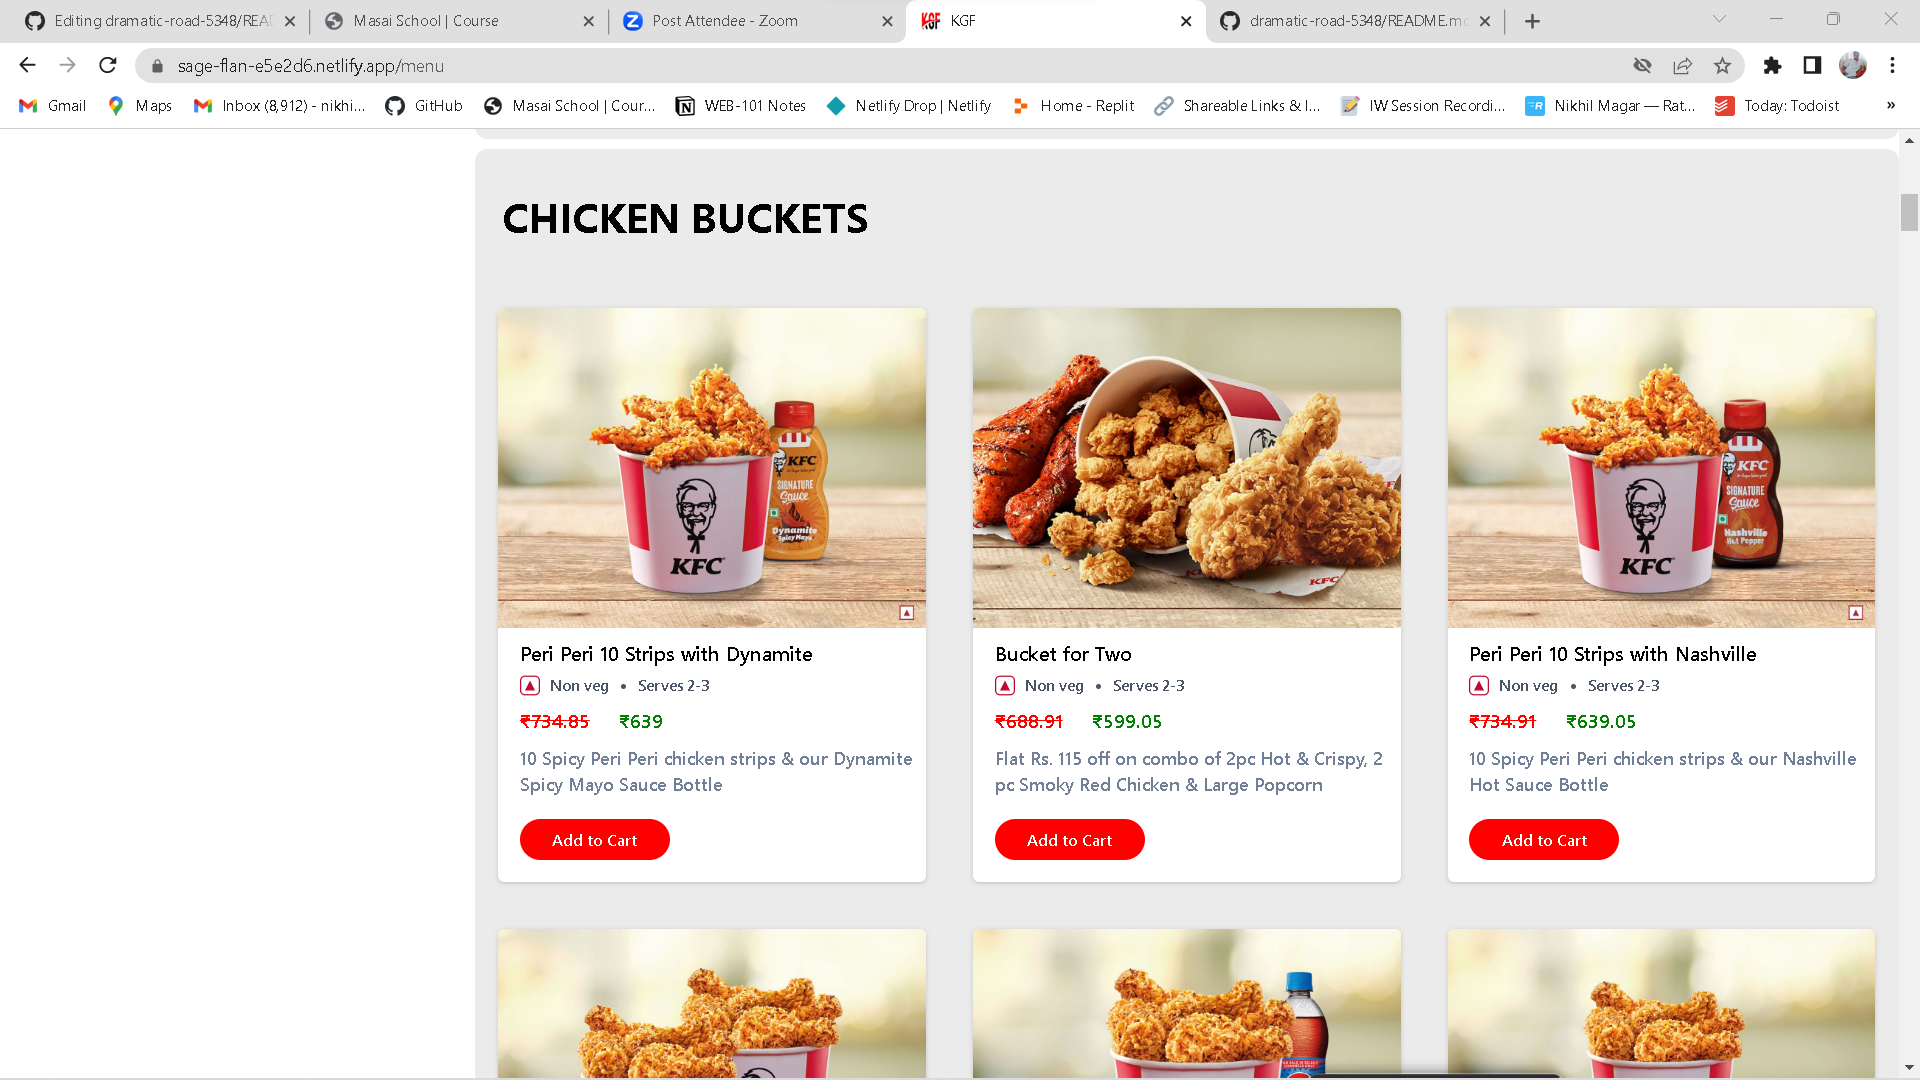 Editing dramatic-road-5348/REA
Masai School | Course
Post Attendee - Zoom
KGF
KGF
dramatic-road-5348/README.m
sage-flan-e5e2d6.netlify.app/menu
Gmail
Maps
Inbox (8,912) - nikhi...
GitHub
Masai School | Cour...
WEB-101 Notes
Netlify Drop | Netlify
Home - Replit
Shareable Links & I...
IW Session Recordi...
Nikhil Magar — Rat...
Today: Todoist
»
CHICKEN BUCKETS
KFC
SIGNATURE
Sauce
Dynamite
Spicy Mayo
KFC
KFC
KFC
SIGNATURE
Sauce
Nashville
Hot Pepper
KFC
Peri Peri 10 Strips with Dynamite
Non veg • Serves 2-3
₹734.85 ₹639
10 Spicy Peri Peri chicken strips & our Dynamite
Spicy Mayo Sauce Bottle
Add to Cart
Bucket for Two
Non veg • Serves 2-3
₹688.91 ₹599.05
Flat Rs. 115 off on combo of 2pc Hot & Crispy, 2
pc Smoky Red Chicken & Large Popcorn
Add to Cart
Peri Peri 10 Strips with Nashville
Non veg • Serves 2-3
₹734.91 ₹639.05
10 Spicy Peri Peri chicken strips & our Nashville
Hot Sauce Bottle
Add to Cart